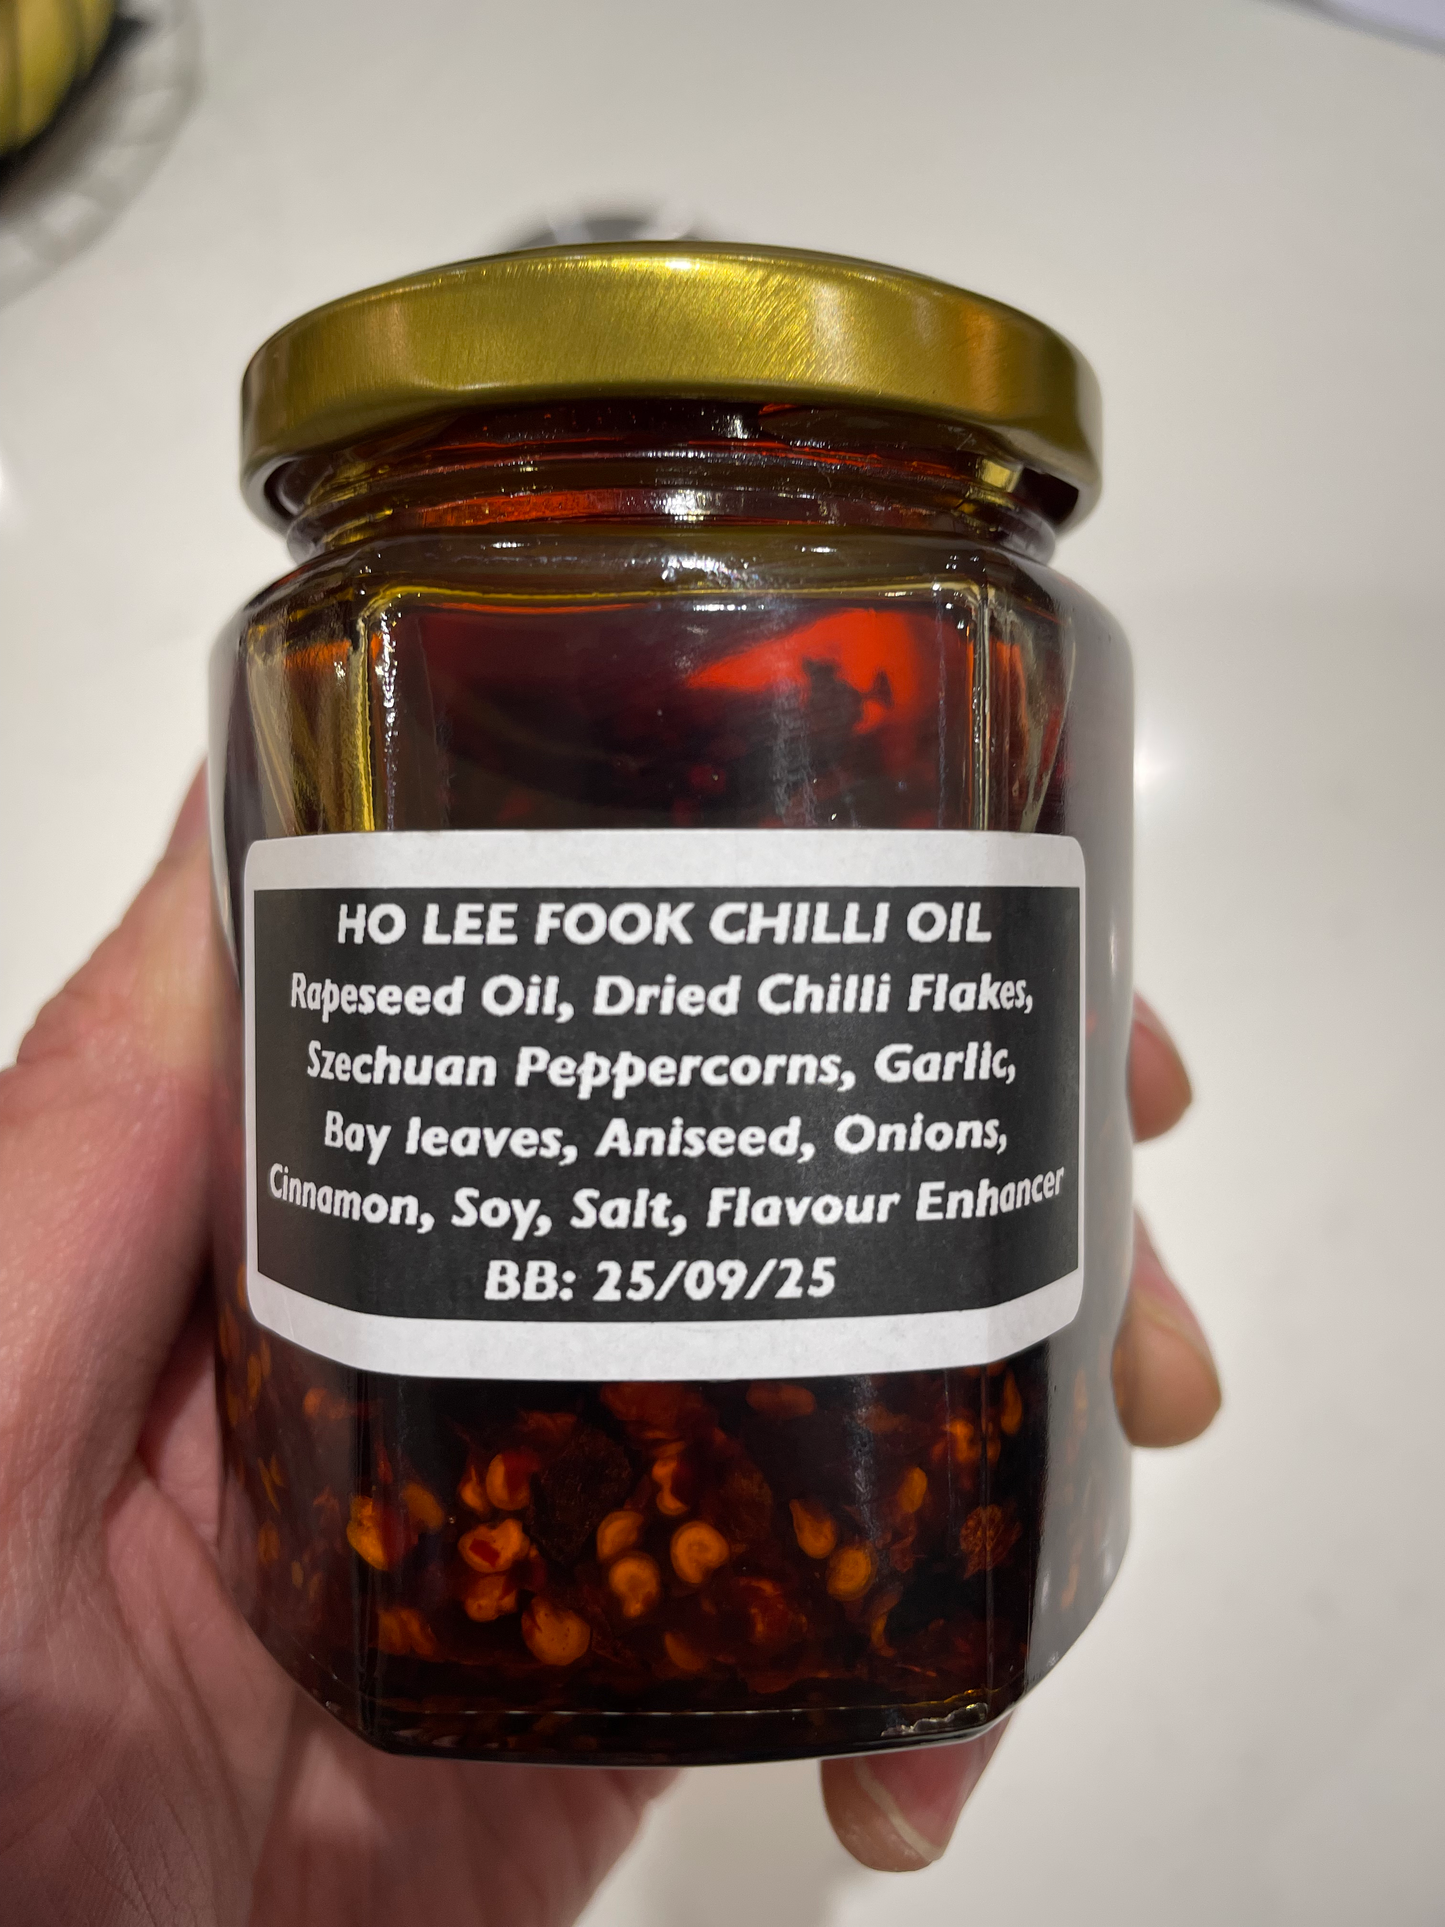 HO LEE FOOK CHILLI OIL
Rapeseed Oil, Dried Chilli Flakes,
Szechuan Peppercorns, Garlic,
Bay leaves, Aniseed, Onions,
Cinnamon, Soy, Salt, Flavour Enhancer
BB: 25/09/25